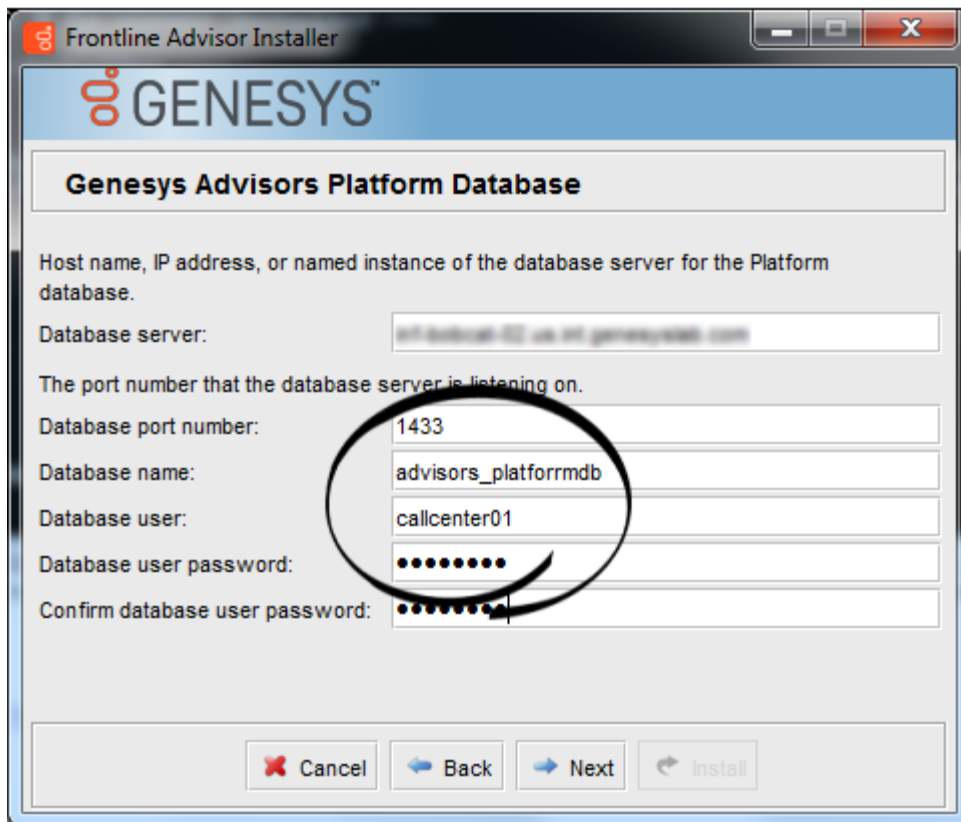 Frontline Advisor Installer
GENESYS™
Genesys Advisors Platform Database
Host name, IP address, or named instance of the database server for the Platform
database.
Database server:
The port number that the database server is listening on.
Database port number: 1433
Database name: advisors_platforrmdb
Database user: callcenter01
Database user password: ••••••••
Confirm database user password: ••••••••
Cancel Back Next Install